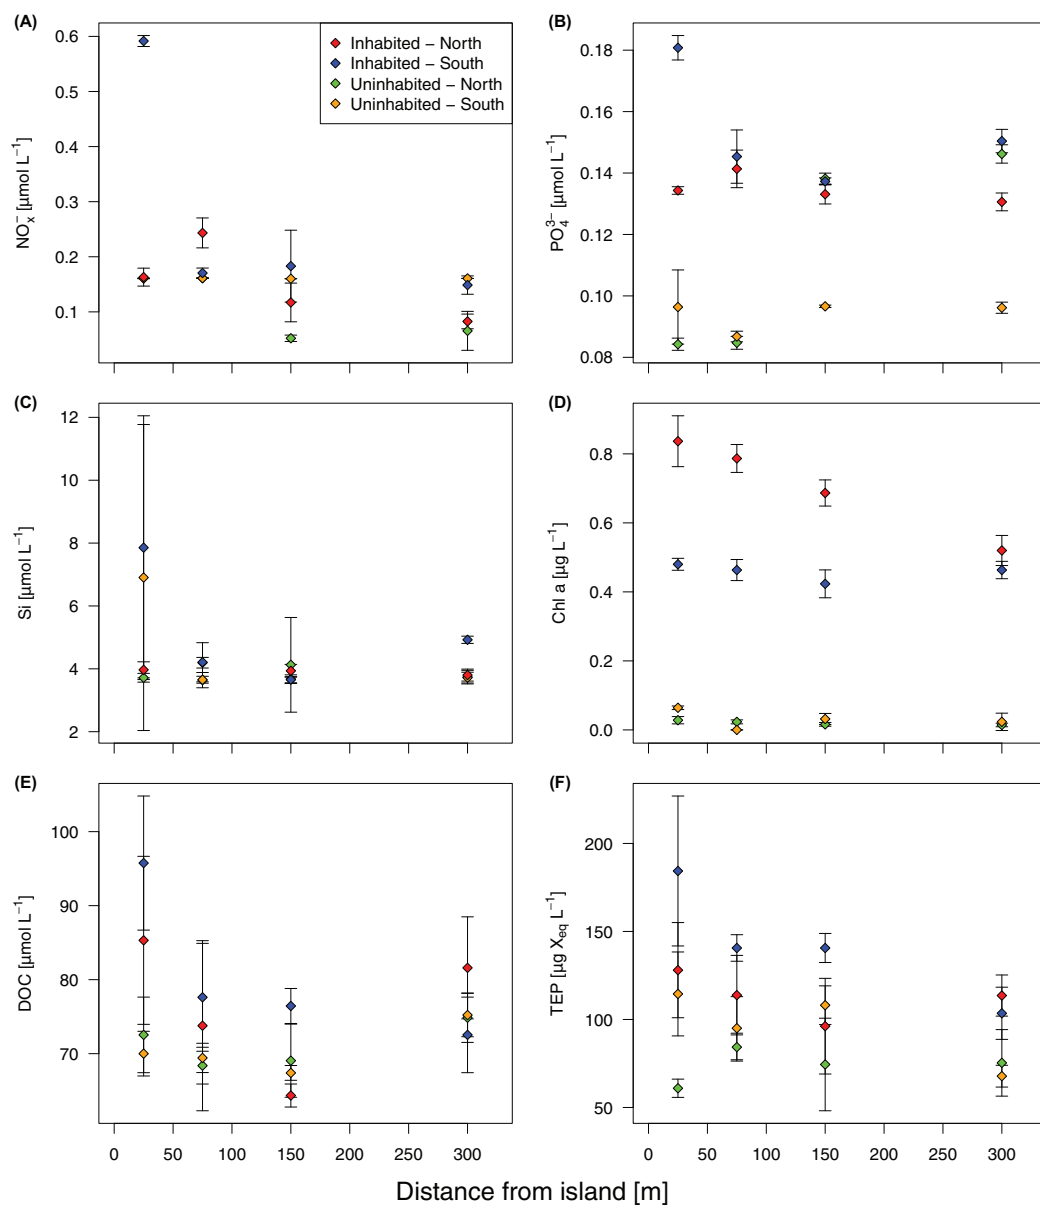 (A)
NOx− [µmol L−1]
0.6
0.5
0.4
0.3
0.2
0.1
Inhabited − North
Inhabited − South
Uninhabited − North
Uninhabited − South
(B)
PO43− [µmol L−1]
0.18
0.16
0.14
0.12
0.10
0.08
(C)
Si [µmol L−1]
12
10
8
6
4
2
(D)
Chl a [µg L−1]
0.8
0.6
0.4
0.2
0.0
(E)
DOC [µmol L−1]
100
90
80
70
0 50 100 150 200 250 300
(F)
TEP [µg Xeq L−1]
200
150
100
50
0 50 100 150 200 250 300
Distance from island [m]